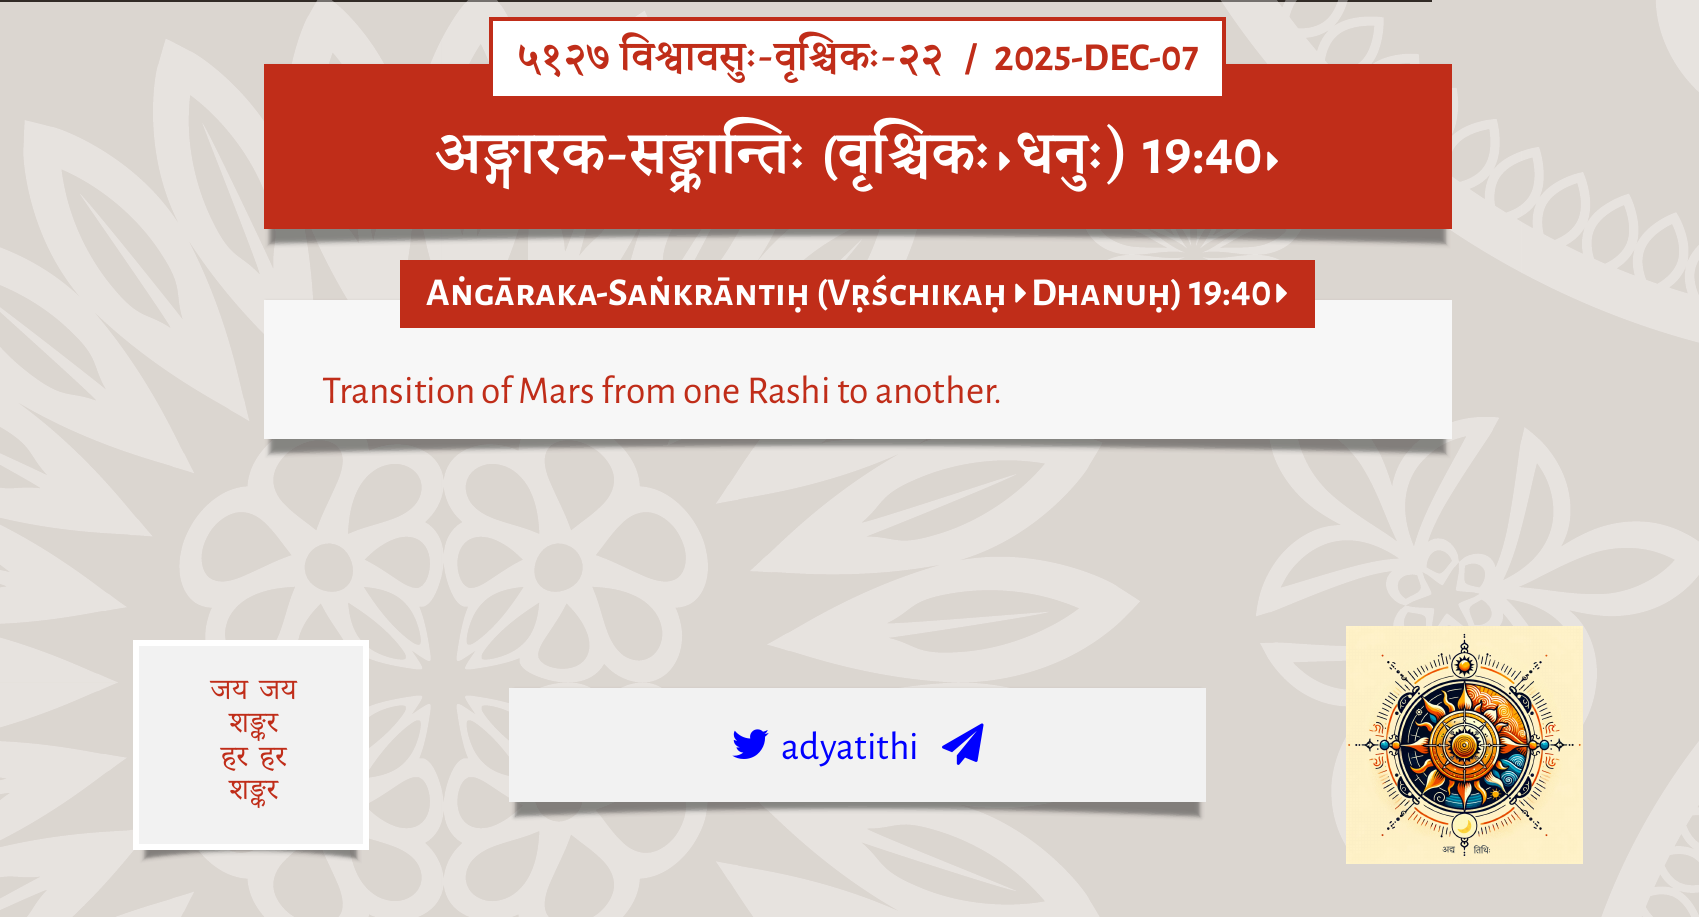 ५१२७ विश्वावसुः-वृश्चिकः-२२ / 2025-DEC-07
अङ्गारक-सङ्क्रान्तिः (वृश्चिकः▸धनुः) 19:40▸
Aṅgāraka-Saṅkrāntiḥ (Vṛśchikaḥ▸Dhanuḥ) 19:40▸
Transition of Mars from one Rashi to another.
जय जय
शङ्कर
हर हर
शङ्कर
adyatithi
अद्य तिथिः